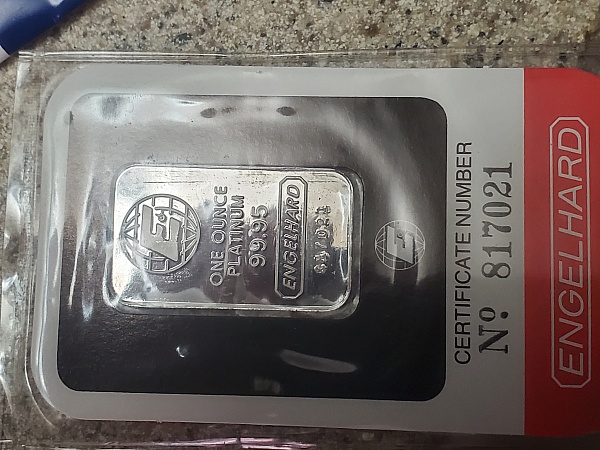 E
ONE OUNCE
PLATINUM
99.95
ENGELHARD
E
CERTIFICATE NUMBER
Nº 817021
ENGELHARD